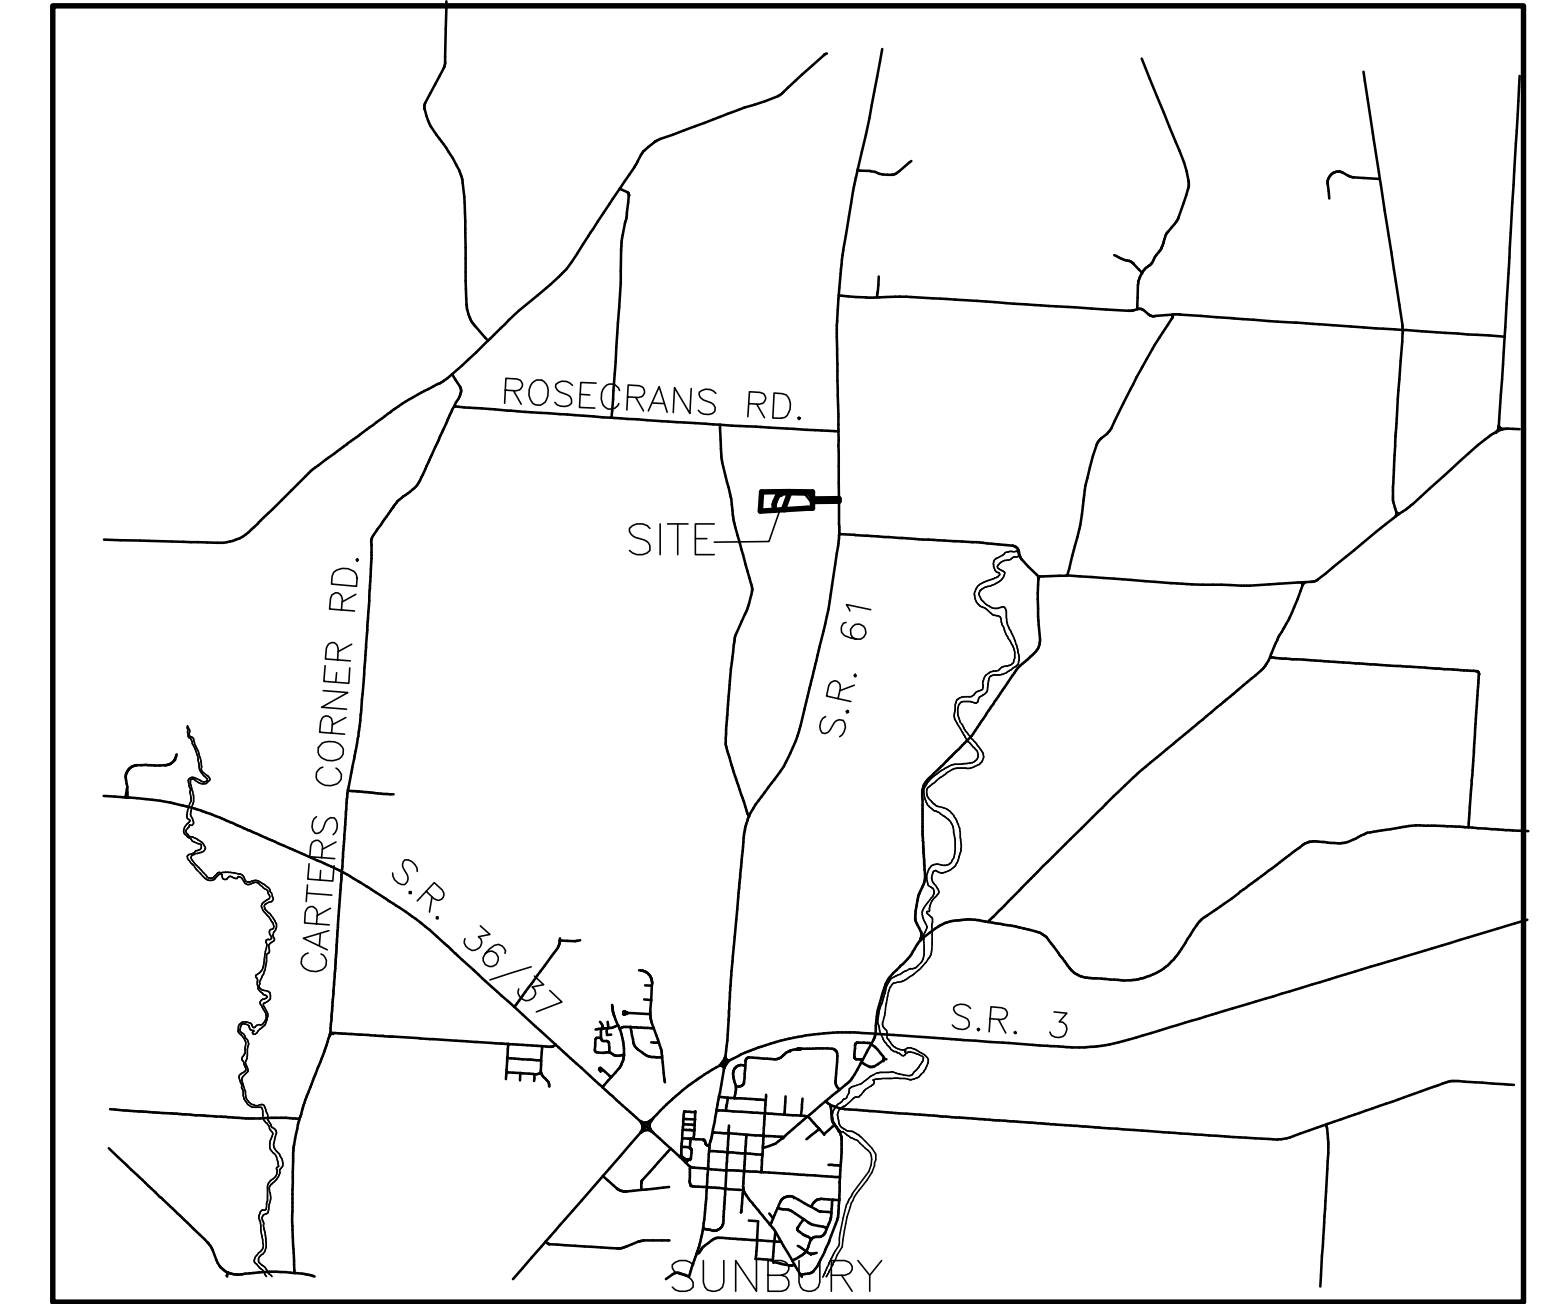 ROSECRANS RD.
SITE
CARTERS CORNER RD.
S.R. 61
S.R. 36/37
S.R. 3
SUNBURY